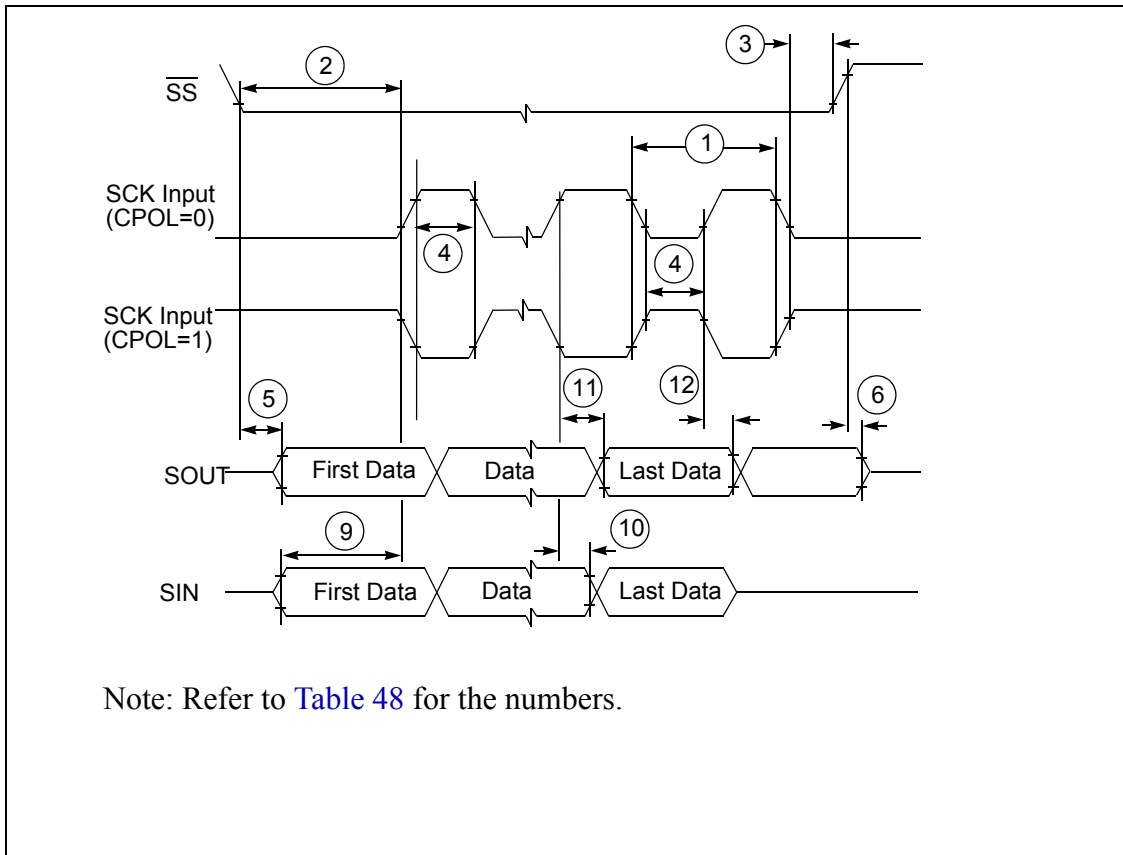 3
2
SS
1
SCK Input
(CPOL=0)
4
4
SCK Input
(CPOL=1)
5
11
12
6
SOUT
First Data
Data
Last Data
9
10
SIN
First Data
Data
Last Data
Note: Refer to Table 48 for the numbers.